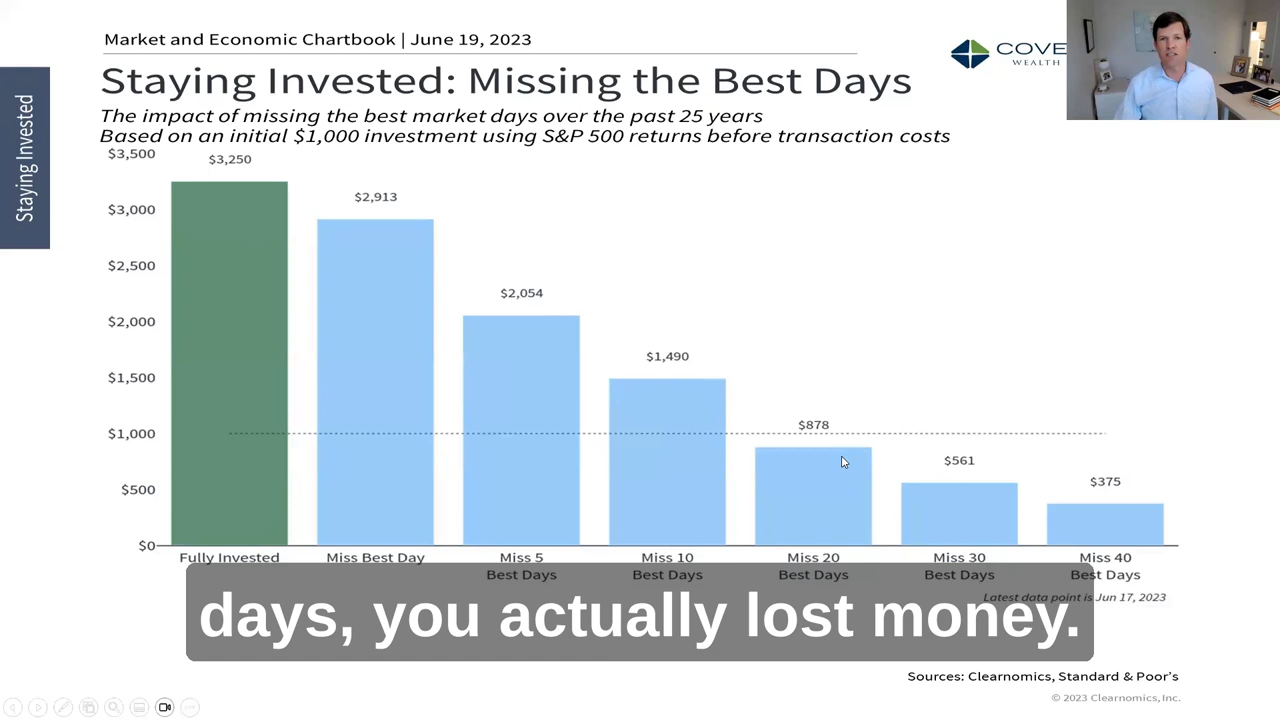 Market and Economic Chartbook | June 19, 2023
COVE
WEALTH
Staying Invested
Staying Invested: Missing the Best Days
The impact of missing the best market days over the past 25 years
Based on an initial $1,000 investment using S&P 500 returns before transaction costs
$3,500
$3,000
$2,500
$2,000
$1,500
$1,000
$500
$0
$3,250
$2,913
$2,054
$1,490
$878
$561
$375
Fully Invested
Miss Best Day
Miss 5
Best Days
Miss 10
Best Days
Miss 20
Best Days
Miss 30
Best Days
Miss 40
Best Days
Latest data point is Jun 17, 2023
days, you actually lost money.
Sources: Clearnomics, Standard & Poor's
© 2023 Clearnomics, Inc.